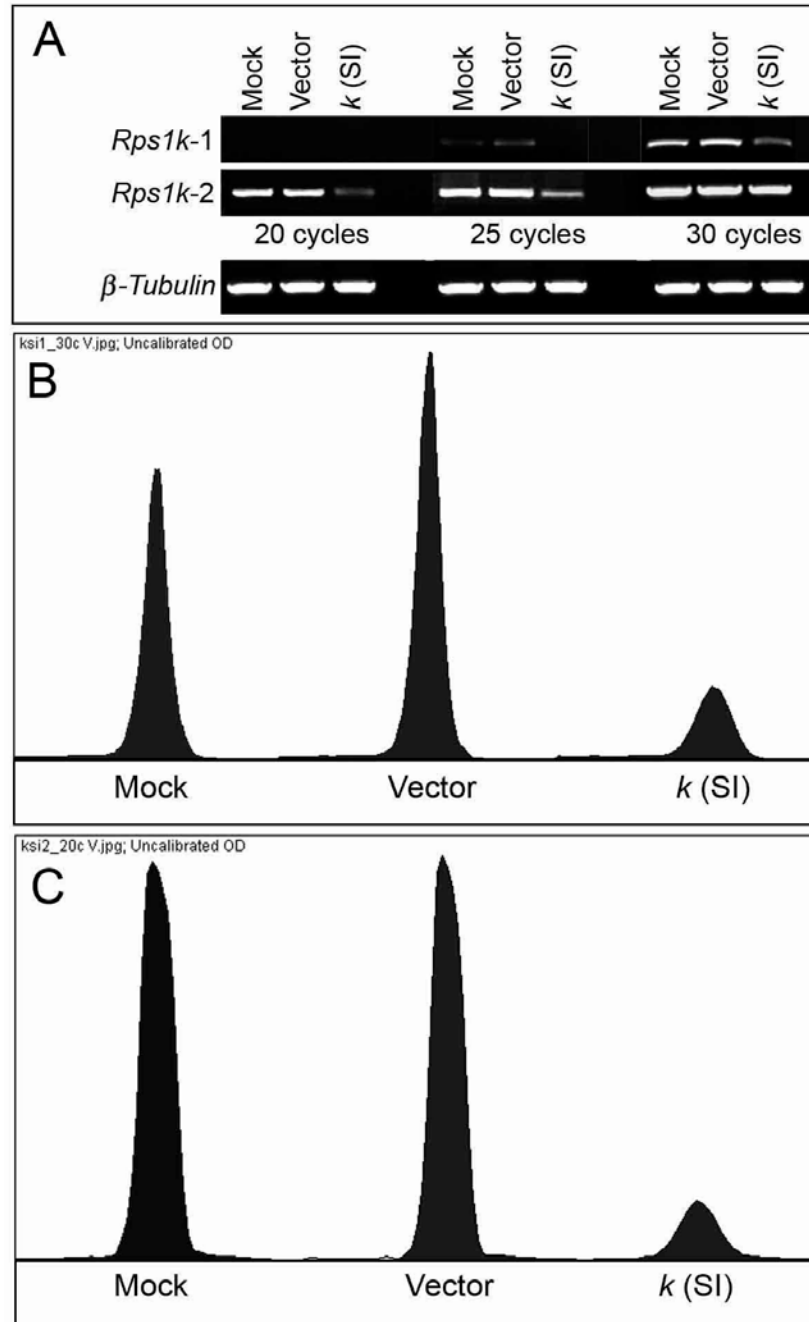 A
Mock Vector k (SI) Mock Vector k (SI) Mock Vector k (SI)
Rps1k-1
Rps1k-2
20 cycles 25 cycles 30 cycles
β-Tubulin
ksi1_30c V.jpg; Uncalibrated OD
B
Mock Vector k (SI)
ksi2_20c V.jpg; Uncalibrated OD
C
Mock Vector k (SI)